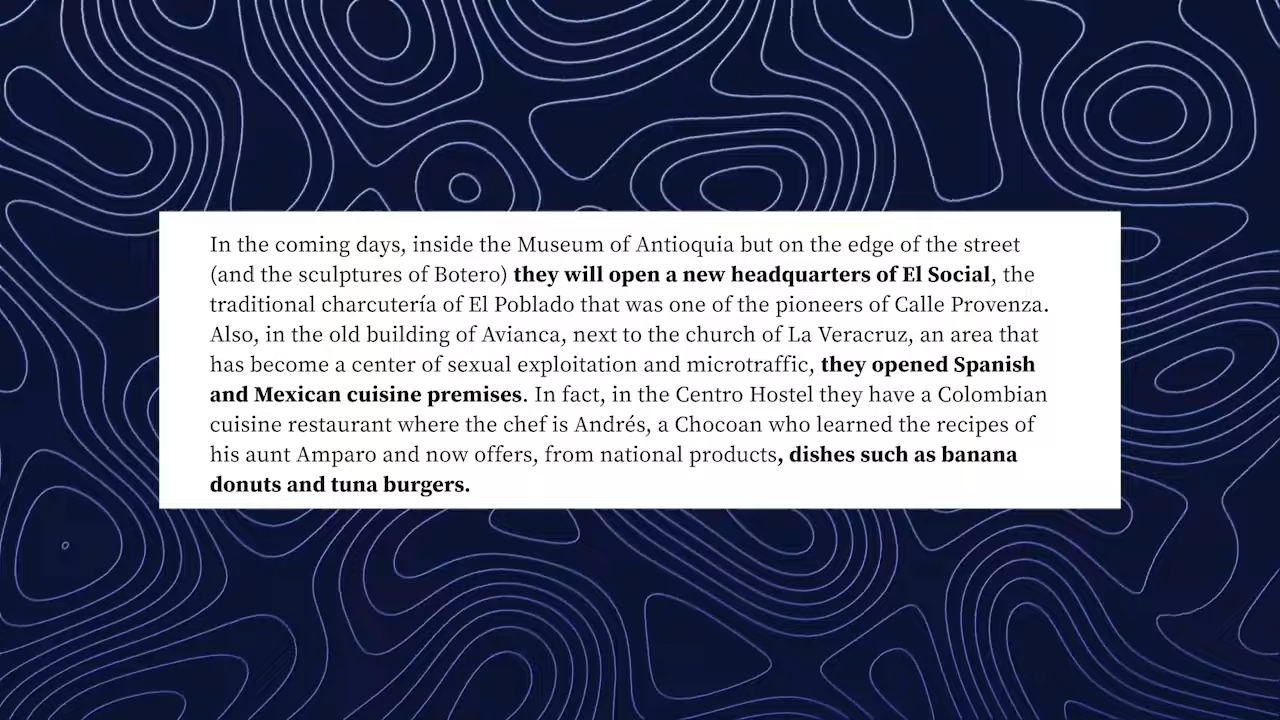 In the coming days, inside the Museum of Antioquia but on the edge of the street
(and the sculptures of Botero) they will open a new headquarters of El Social, the
traditional charcutería of El Poblado that was one of the pioneers of Calle Provenza.
Also, in the old building of Avianca, next to the church of La Veracruz, an area that
has become a center of sexual exploitation and microtraffic, they opened Spanish
and Mexican cuisine premises. In fact, in the Centro Hostel they have a Colombian
cuisine restaurant where the chef is Andrés, a Chocoan who learned the recipes of
his aunt Amparo and now offers, from national products, dishes such as banana
donuts and tuna burgers.